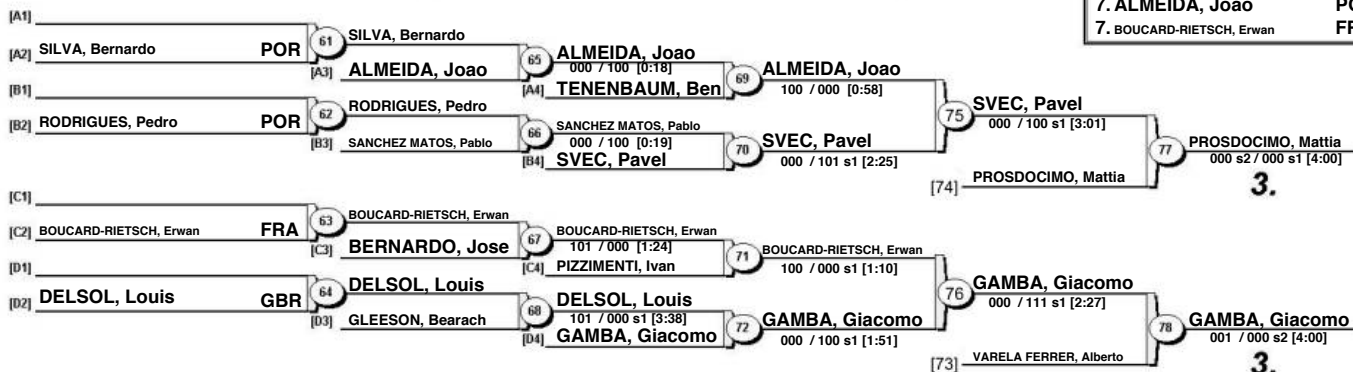 7. ALMEIDA, Joao
7. BOUCARD-RIETSCH, Erwan FR
[A1]
[A2] SILVA, Bernardo POR
61 SILVA, Bernardo
[A3] ALMEIDA, Joao
65 ALMEIDA, Joao
000 / 100 [0:18]
[A4] TENENBAUM, Ben
69 ALMEIDA, Joao
100 / 000 [0:58]
[B1]
[B2] RODRIGUES, Pedro POR
62 RODRIGUES, Pedro
[B3] SANCHEZ MATOS, Pablo
66 SANCHEZ MATOS, Pablo
000 / 100 [0:19]
[B4] SVEC, Pavel
70 SVEC, Pavel
000 / 101 s1 [2:25]
75 SVEC, Pavel
000 / 100 s1 [3:01]
[74] PROSDOCIMO, Mattia
77 PROSDOCIMO, Mattia
000 s2 / 000 s1 [4:00]
3.
[C1]
[C2] BOUCARD-RIETSCH, Erwan FRA
63 BOUCARD-RIETSCH, Erwan
[C3] BERNARDO, Jose
67 BOUCARD-RIETSCH, Erwan
101 / 000 [1:24]
[C4] PIZZIMENTI, Ivan
71 BOUCARD-RIETSCH, Erwan
100 / 000 s1 [1:10]
[D1]
[D2] DELSOL, Louis GBR
64 DELSOL, Louis
[D3] GLEESON, Bearach
68 DELSOL, Louis
101 / 000 s1 [3:38]
[D4] GAMBA, Giacomo
72 GAMBA, Giacomo
000 / 100 s1 [1:51]
76 GAMBA, Giacomo
000 / 111 s1 [2:27]
[73] VARELA FERRER, Alberto
78 GAMBA, Giacomo
001 / 000 s2 [4:00]
3.